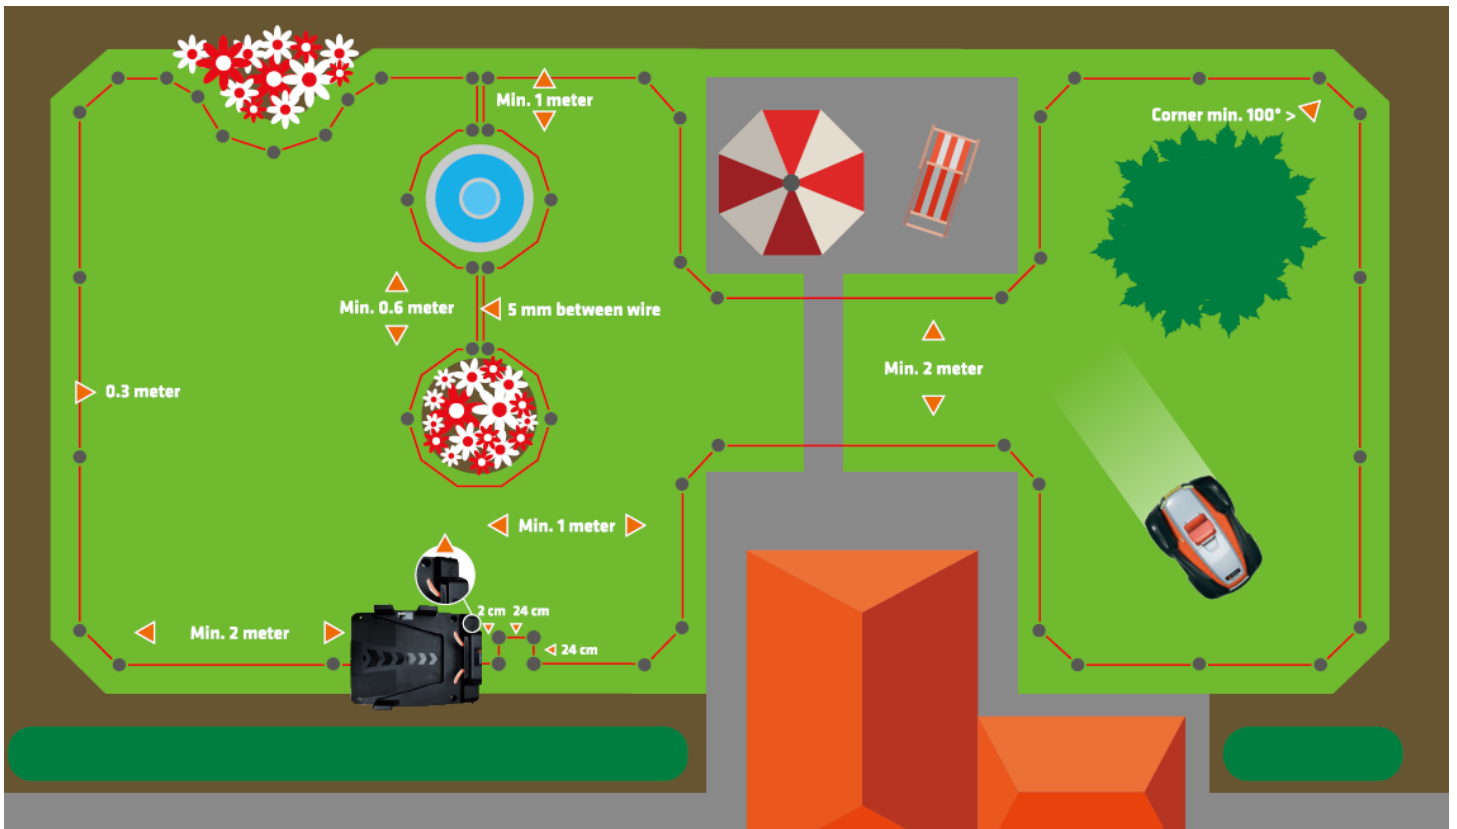 Min. 1 meter
Corner min. 100° >
Min. 0.6 meter
5 mm between wire
Min. 2 meter
0.3 meter
Min. 1 meter
2 cm 24 cm
Min. 2 meter
24 cm